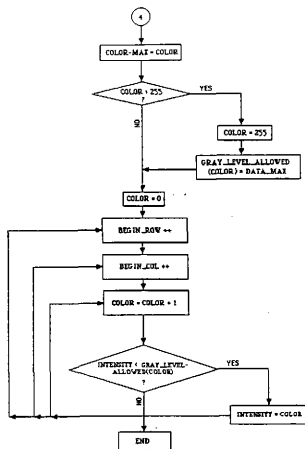 4
COLOR-MAX = COLOR
COLOR > 255
?
YES
NO
COLOR = 255
GRAY_LEVEL_ALLOWED
(COLOR) = DATA_MAX
COLOR = 0
BEGIN_ROW ++
BEGIN_COL ++
COLOR = COLOR + 1
INTENSITY < GRAY_LEVEL-
ALLOWED(COLOR)
?
YES
NO
INTENSITY = COLOR
END